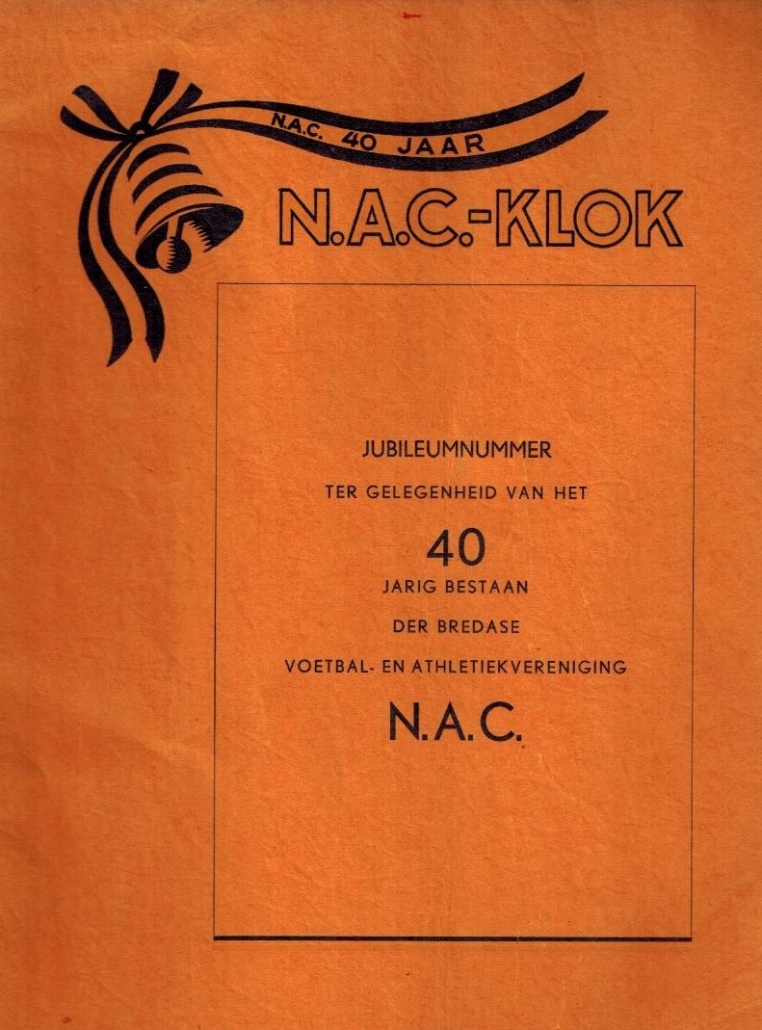 N.A.C. 40 JAAR
N.A.C.-KLOK
JUBILEUMNUMMER
TER GELEGENHEID VAN HET
40
JARIG BESTAAN
DER BREDASE
VOETBAL- EN ATHLETIEKVERENIGING
N.A.C.